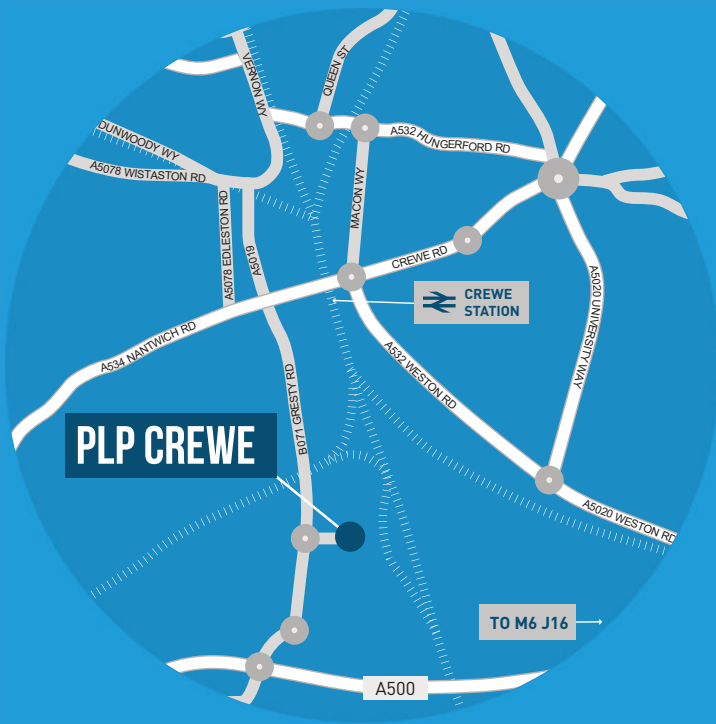 VERNON WY
QUEEN ST
DUNWOODY WY
A532 HUNGERFORD RD
A5078 WISTASTON RD
MACON WY
A5078 EDLESTON RD
A5019
CREWE RD
A5020 UNIVERSITY WAY
CREWE
STATION
A534 NANTWICH RD
A532 WESTON RD
B071 GRESTY RD
PLP CREWE
A5020 WESTON RD
TO M6 J16
A500